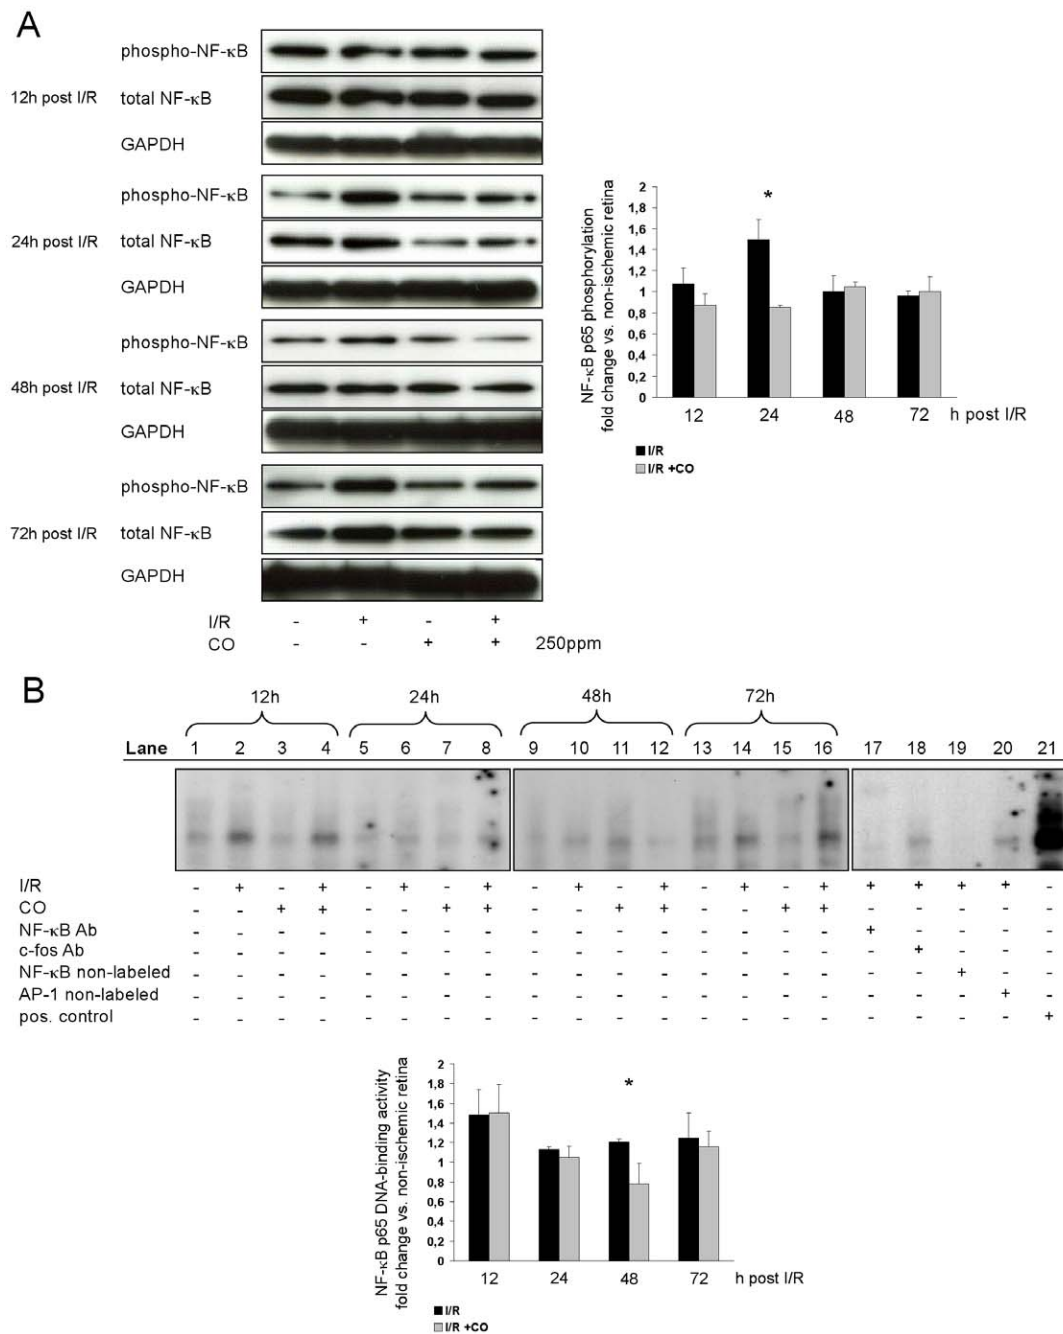 A
phospho-NF-κB
12h post I/R total NF-κB
GAPDH
phospho-NF-κB
24h post I/R total NF-κB
GAPDH
phospho-NF-κB
48h post I/R total NF-κB
GAPDH
phospho-NF-κB
72h post I/R total NF-κB
GAPDH
I/R - + - +
CO - - + + 250ppm
NF-κB p65 phosphorylation
fold change vs. non-ischemic retina
2
1,8
1,6
1,4
1,2
1
0,8
0,6
0,4
0,2
0
*
12 24 48 72 h post I/R
I/R
I/R +CO
B
12h 24h 48h 72h
Lane 1 2 3 4 5 6 7 8 9 10 11 12 13 14 15 16 17 18 19 20 21
I/R - + - + - + - + - + - + - + - + + + + + -
CO - - + + - - + + - - + + - - + + - - - - -
NF-κB Ab - - - - - - - - - - - - - - - - + - - - -
c-fos Ab - - - - - - - - - - - - - - - - - + - - -
NF-κB non-labeled - - - - - - - - - - - - - - - - - - + - -
AP-1 non-labeled - - - - - - - - - - - - - - - - - - - + -
pos. control - - - - - - - - - - - - - - - - - - - - +
NF-κB p65 DNA-binding activity
fold change vs. non-ischemic retina
2
1,8
1,6
1,4
1,2
1
0,8
0,6
0,4
0,2
0
*
12 24 48 72 h post I/R
I/R
I/R +CO